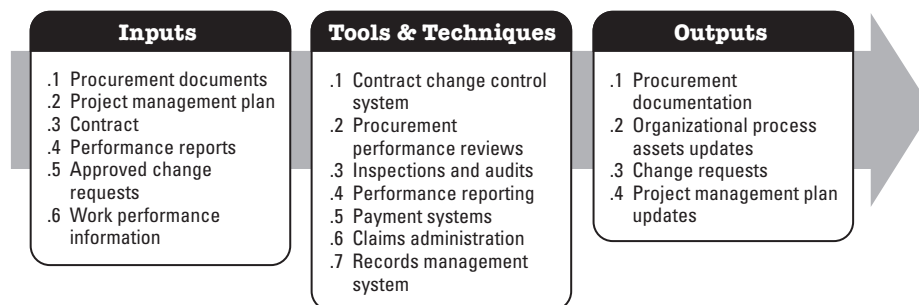 Inputs
.1 Procurement documents
.2 Project management plan
.3 Contract
.4 Performance reports
.5 Approved change
requests
.6 Work performance
information
Tools & Techniques
.1 Contract change control
system
.2 Procurement
performance reviews
.3 Inspections and audits
.4 Performance reporting
.5 Payment systems
.6 Claims administration
.7 Records management
system
Outputs
.1 Procurement
documentation
.2 Organizational process
assets updates
.3 Change requests
.4 Project management plan
updates